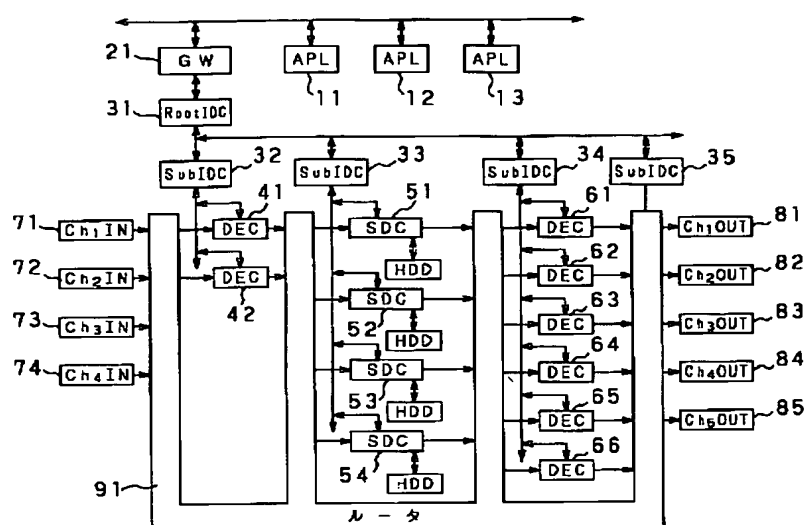 21
GW
APL
APL
APL
11
12
13
31
RootIDC
32
33
34
35
SubIDC
SubIDC
SubIDC
SubIDC
41
51
61
71
Ch₁IN
DEC
SDC
DEC
Ch₁OUT
81
HDD
62
72
Ch₂IN
DEC
DEC
Ch₂OUT
82
42
52
SDC
HDD
63
73
Ch₃IN
DEC
Ch₃OUT
83
64
74
Ch₄IN
53
SDC
DEC
Ch₄OUT
84
HDD
65
DEC
Ch₅OUT
85
54
SDC
66
HDD
DEC
91
ルータ